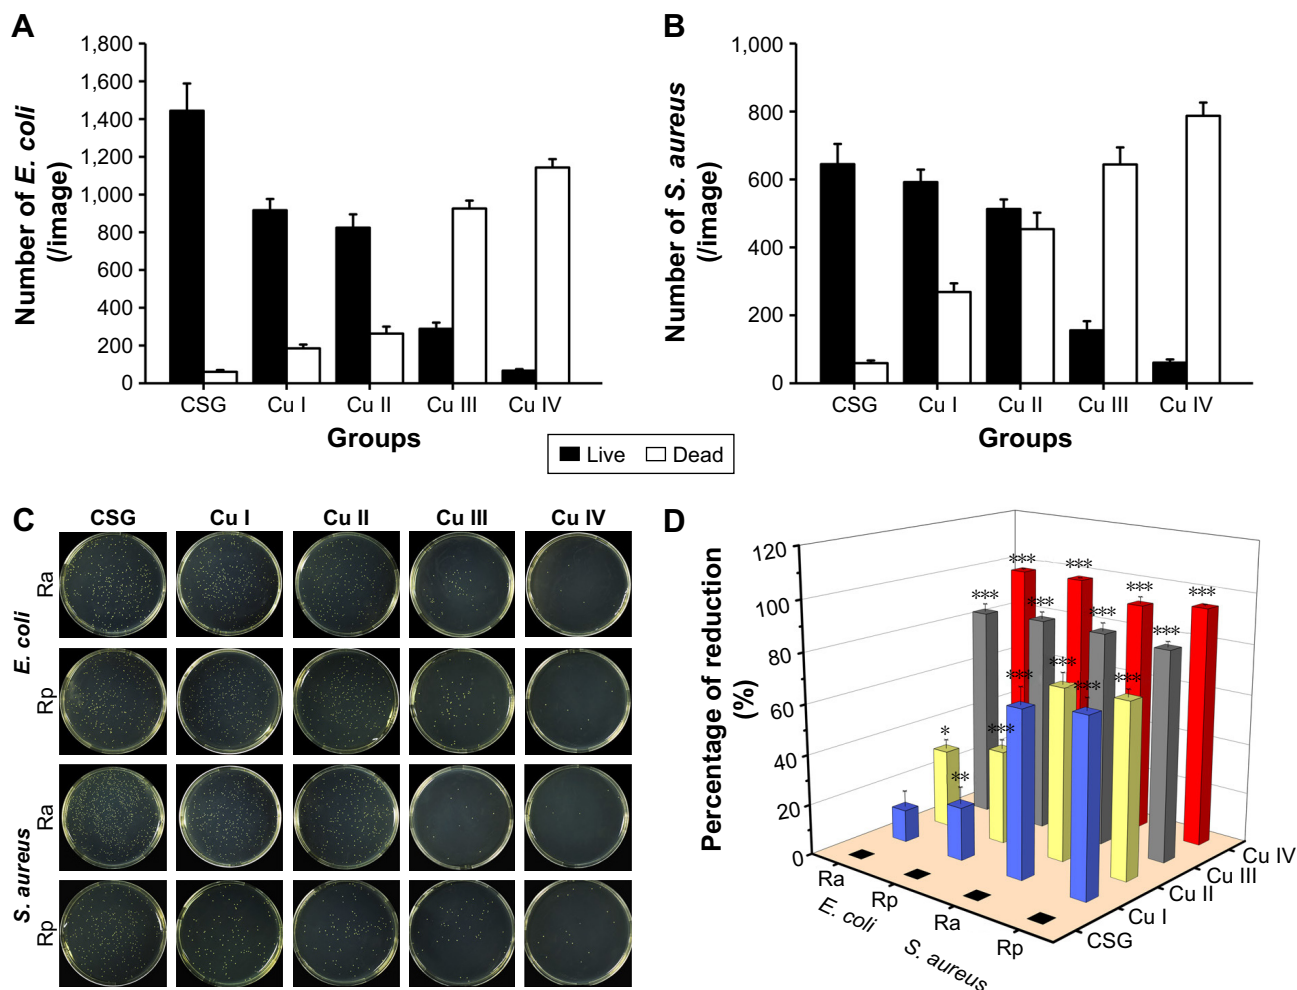 A
1,800
1,600
1,400
1,200
1,000
800
600
400
200
0
Number of E. coli
(/image)
CSG Cu I Cu II Cu III Cu IV
Groups
B
1,000
800
600
400
200
0
Number of S. aureus
(/image)
CSG Cu I Cu II Cu III Cu IV
Groups
Live Dead
C
CSG Cu I Cu II Cu III Cu IV
E. coli
Ra
Rp
S. aureus
Ra
Rp
D
120
100
80
60
40
20
0
Percentage of reduction
(%)
*** *** *** ***
*** *** *** ***
* *** *** ***
** *** ***
Ra
Rp
Ra
Rp
E. coli
S. aureus
CSG
Cu I
Cu II
Cu III
Cu IV